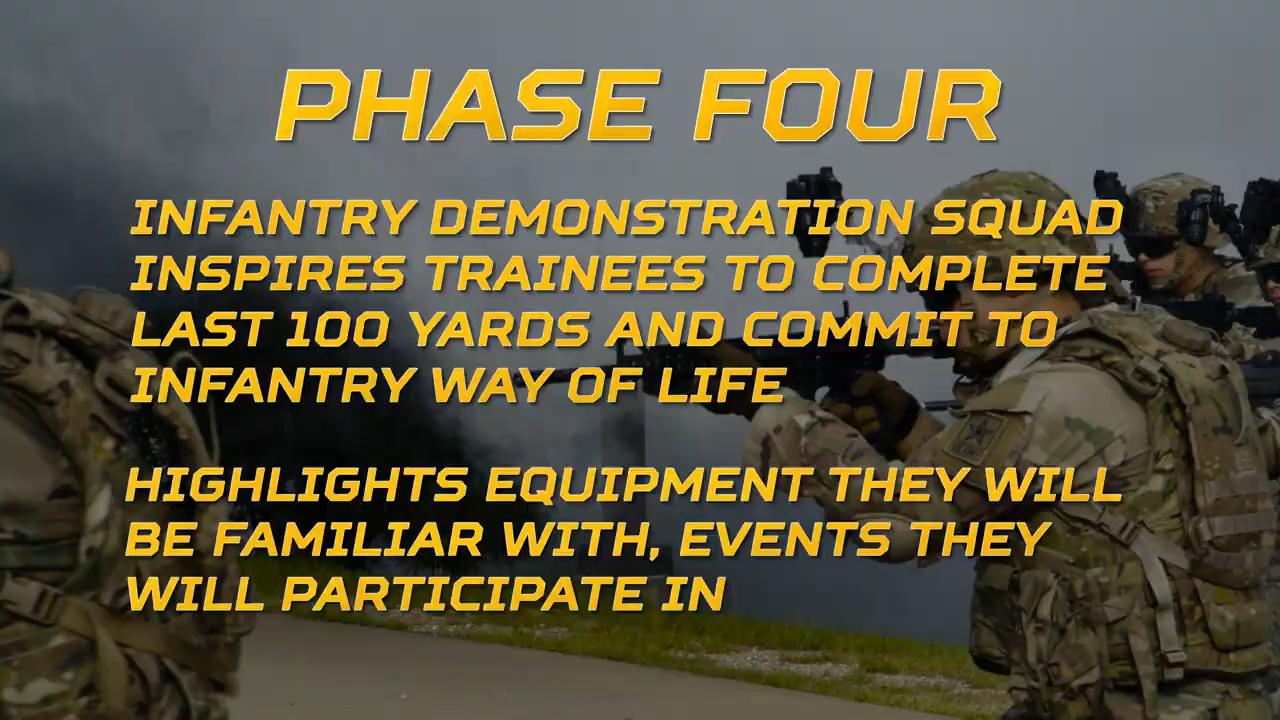 PHASE FOUR
INFANTRY DEMONSTRATION SQUAD
INSPIRES TRAINEES TO COMPLETE
LAST 100 YARDS AND COMMIT TO
INFANTRY WAY OF LIFE
HIGHLIGHTS EQUIPMENT THEY WILL
BE FAMILIAR WITH, EVENTS THEY
WILL PARTICIPATE IN